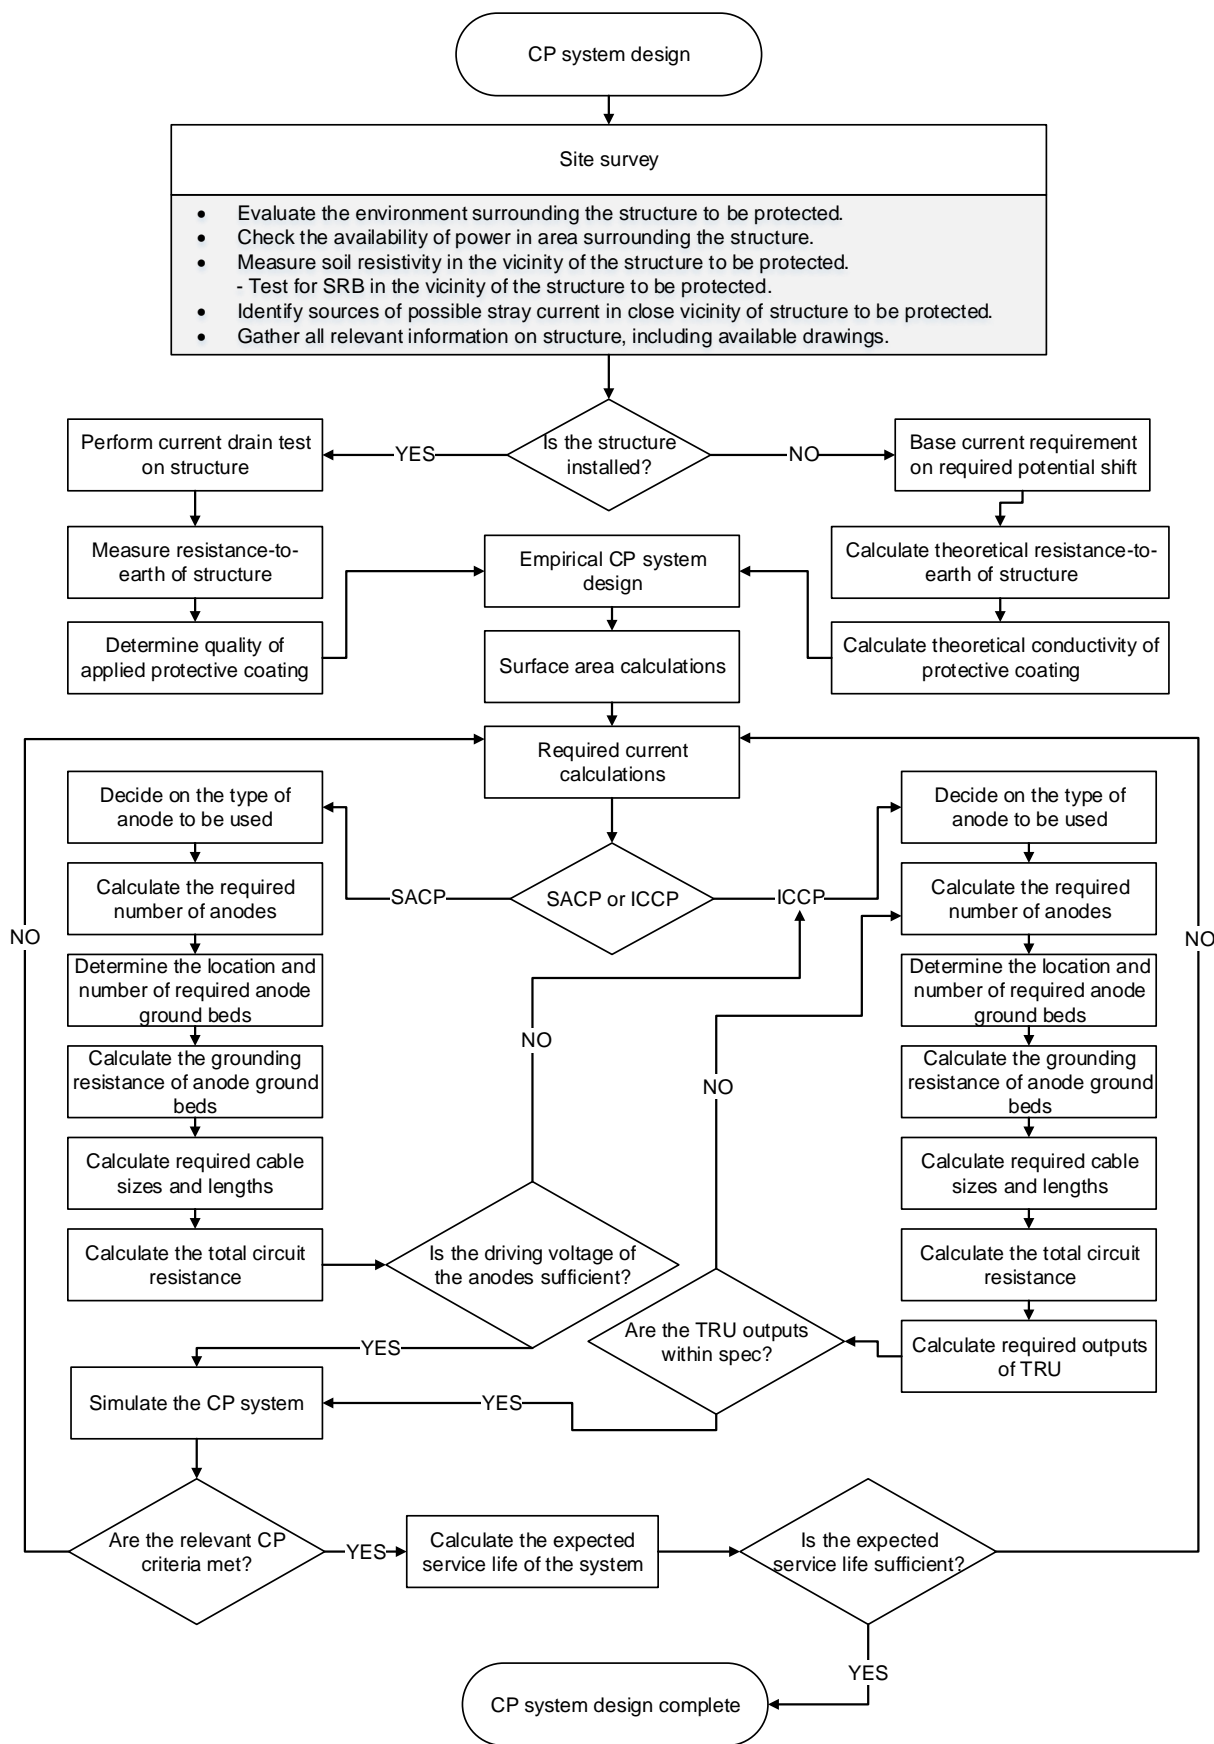 CP system design
Site survey
• Evaluate the environment surrounding the structure to be protected.
• Check the availability of power in area surrounding the structure.
• Measure soil resistivity in the vicinity of the structure to be protected.
- Test for SRB in the vicinity of the structure to be protected.
• Identify sources of possible stray current in close vicinity of structure to be protected.
• Gather all relevant information on structure, including available drawings.
Is the structure
installed?
YES
NO
Perform current drain test
on structure
Measure resistance-to-
earth of structure
Determine quality of
applied protective coating
Base current requirement
on required potential shift
Calculate theoretical resistance-to-
earth of structure
Calculate theoretical conductivity of
protective coating
Empirical CP system
design
Surface area calculations
Required current
calculations
SACP or ICCP
SACP
ICCP
Decide on the type of
anode to be used
Calculate the required
number of anodes
Determine the location and
number of required anode
ground beds
Calculate the grounding
resistance of anode ground
beds
Calculate required cable
sizes and lengths
Calculate the total circuit
resistance
Is the driving voltage of
the anodes sufficient?
NO
YES
Decide on the type of
anode to be used
Calculate the required
number of anodes
Determine the location and
number of required anode
ground beds
Calculate the grounding
resistance of anode ground
beds
Calculate required cable
sizes and lengths
Calculate the total circuit
resistance
Calculate required outputs
of TRU
Are the TRU outputs
within spec?
NO
YES
Simulate the CP system
Are the relevant CP
criteria met?
NO
YES
Calculate the expected
service life of the system
Is the expected
service life sufficient?
NO
YES
CP system design complete